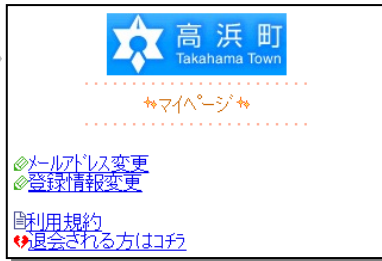 高浜町
Takahama Town
ﾏｲﾍﾟｰｼﾞ
ﾒｰﾙｱﾄﾞﾚｽ変更
登録情報変更
利用規約
退会される方はｺﾁﾗ